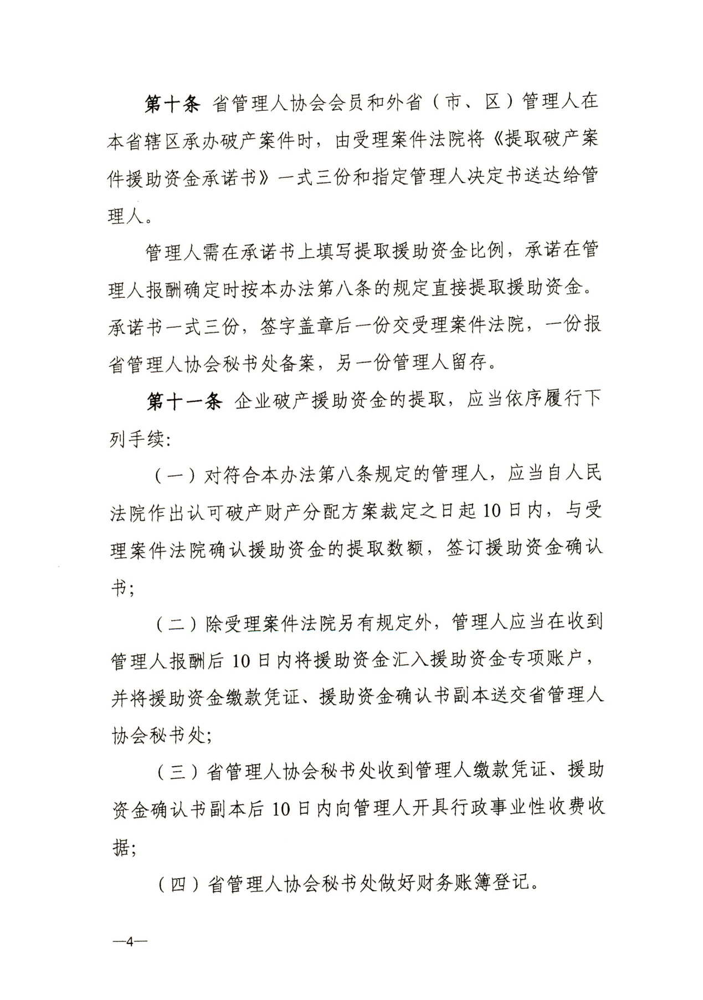 第十条 省管理人协会会员和外省（市、区）管理人在
本省辖区承办破产案件时，由受理案件法院将《提取破产案
件援助资金承诺书》一式三份和指定管理人决定书送达给管
理人。
管理人需在承诺书上填写提取援助资金比例，承诺在管
理人报酬确定时按本办法第八条的规定直接提取援助资金。
承诺书一式三份，签字盖章后一份交受理案件法院，一份报
省管理人协会秘书处备案，另一份管理人留存。
第十一条 企业破产援助资金的提取，应当依序履行下
列手续：
（一）对符合本办法第八条规定的管理人，应当自人民
法院作出认可破产财产分配方案裁定之日起 10 日内，与受
理案件法院确认援助资金的提取数额，签订援助资金确认
书；
（二）除受理案件法院另有规定外，管理人应当在收到
管理人报酬后 10 日内将援助资金汇入援助资金专项账户，
并将援助资金缴款凭证、援助资金确认书副本送交省管理人
协会秘书处；
（三）省管理人协会秘书处收到管理人缴款凭证、援助
资金确认书副本后 10 日内向管理人开具行政事业性收费收
据；
（四）省管理人协会秘书处做好财务账簿登记。
—4—